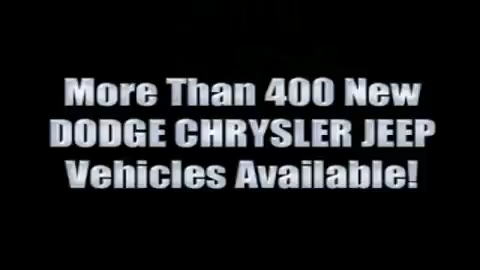 More Than 400 New
DODGE CHRYSLER JEEP
Vehicles Available!